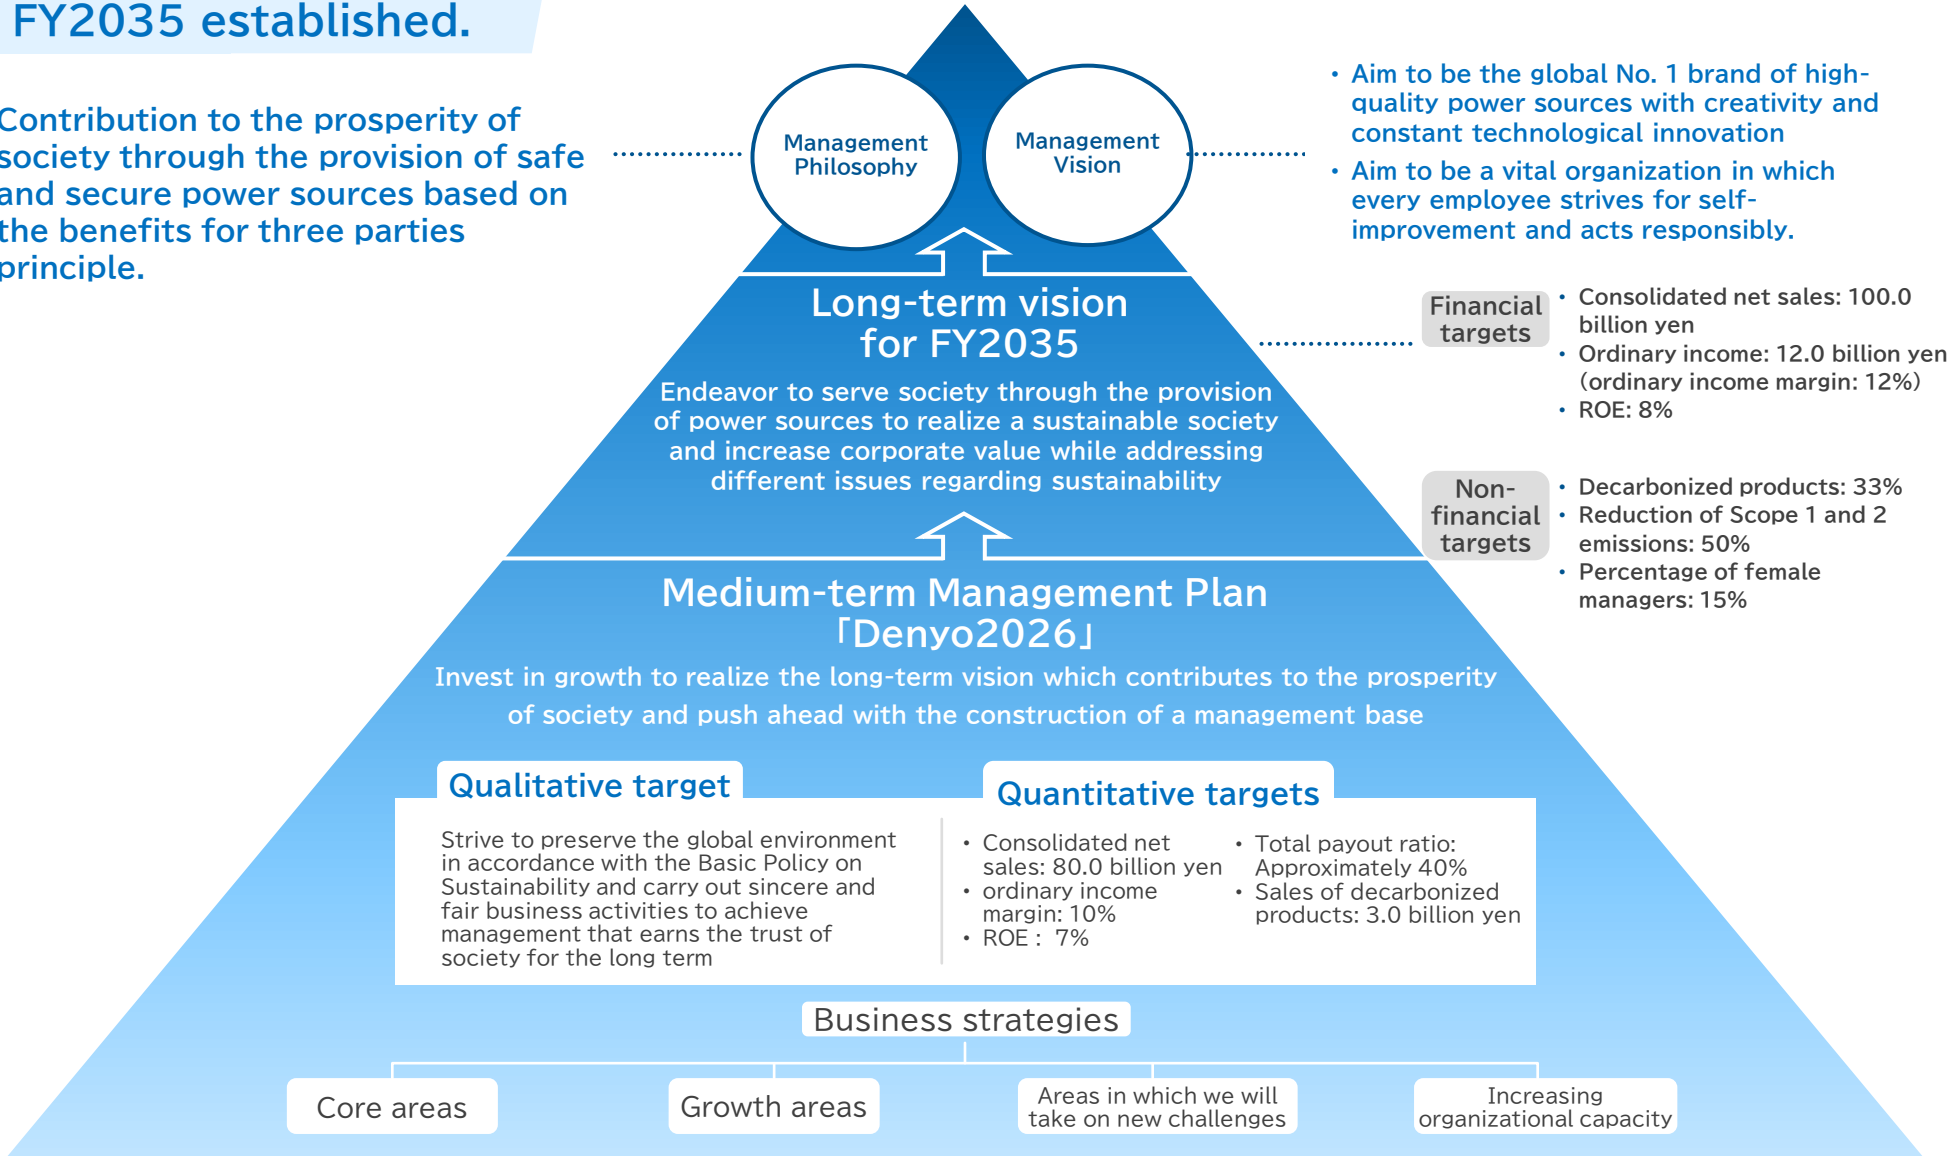 FY2035 established.
Contribution to the prosperity of
society through the provision of safe
and secure power sources based on
the benefits for three parties
principle.
Management
Philosophy
Management
Vision
・ Aim to be the global No. 1 brand of high-
quality power sources with creativity and
constant technological innovation
・ Aim to be a vital organization in which
every employee strives for self-
improvement and acts responsibly.
Long-term vision
for FY2035
Endeavor to serve society through the provision
of power sources to realize a sustainable society
and increase corporate value while addressing
different issues regarding sustainability
Financial
targets
・ Consolidated net sales: 100.0
billion yen
・ Ordinary income: 12.0 billion yen
(ordinary income margin: 12%)
・ ROE: 8%
Non-
financial
targets
・ Decarbonized products: 33%
・ Reduction of Scope 1 and 2
emissions: 50%
・ Percentage of female
managers: 15%
Medium-term Management Plan
「Denyo2026」
Invest in growth to realize the long-term vision which contributes to the prosperity
of society and push ahead with the construction of a management base
Qualitative target
Strive to preserve the global environment
in accordance with the Basic Policy on
Sustainability and carry out sincere and
fair business activities to achieve
management that earns the trust of
society for the long term
Quantitative targets
・ Consolidated net
sales: 80.0 billion yen
・ ordinary income
margin: 10%
・ ROE : 7%
・ Total payout ratio:
Approximately 40%
・ Sales of decarbonized
products: 3.0 billion yen
Business strategies
Core areas
Growth areas
Areas in which we will
take on new challenges
Increasing
organizational capacity